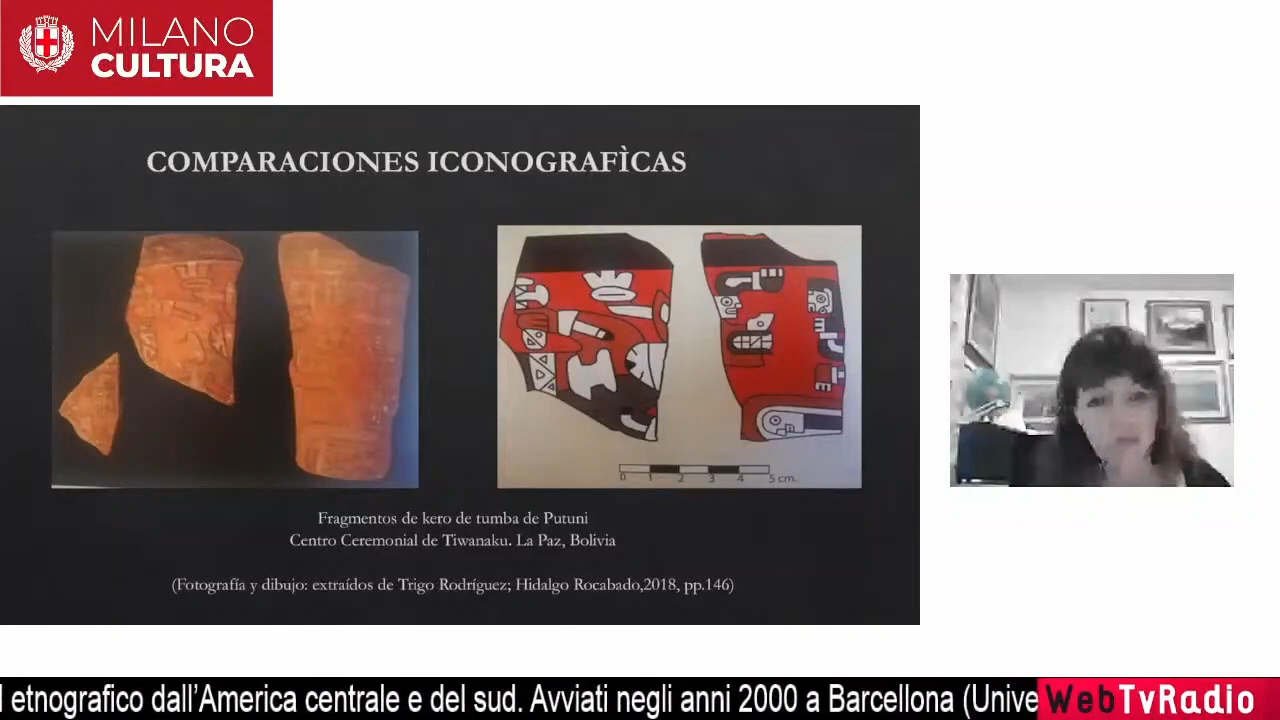 MILANO
CULTURA
COMPARACIONES ICONOGRAFÌCAS
0 1 2 3 4 5 cm.
Fragmentos de kero de tumba de Putuni
Centro Ceremonial de Tiwanaku. La Paz, Bolivia
(Fotografía y dibujo: extraídos de Trigo Rodríguez; Hidalgo Rocabado,2018, pp.146)
l etnografico dall'America centrale e del sud. Avviati negli anni 2000 a Barcellona (Unive
WebTvRadio